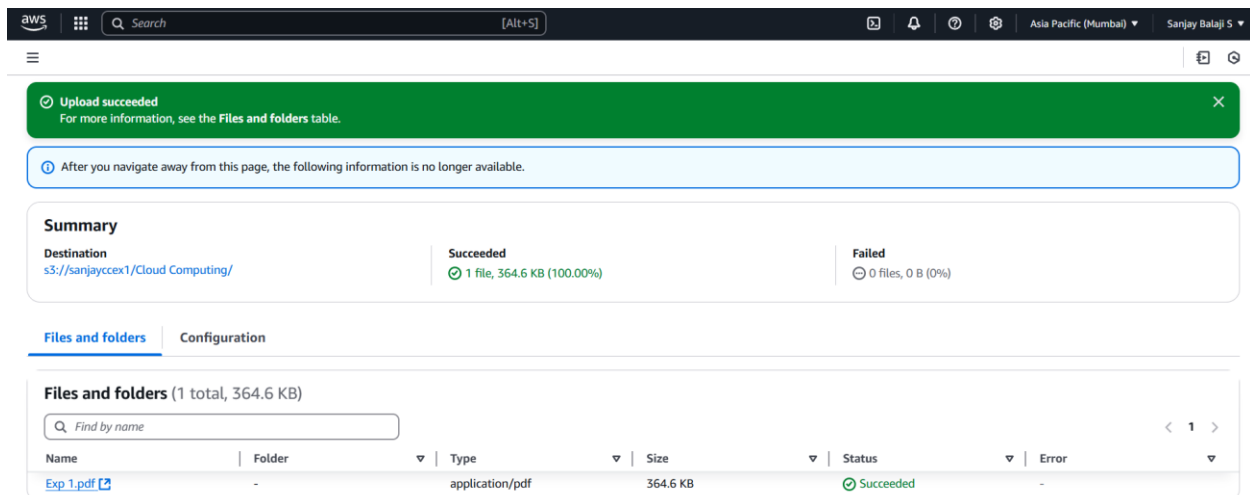 aws Search [Alt+S] Asia Pacific (Mumbai) Sanjay Balaji S
Upload succeeded
For more information, see the Files and folders table.
After you navigate away from this page, the following information is no longer available.
Summary
Destination Succeeded Failed
s3://sanjayccex1/Cloud Computing/ 1 file, 364.6 KB (100.00%) 0 files, 0 B (0%)
Files and folders Configuration
Files and folders (1 total, 364.6 KB)
Find by name < 1 >
Name Folder Type Size Status Error
Exp 1.pdf - application/pdf 364.6 KB Succeeded -